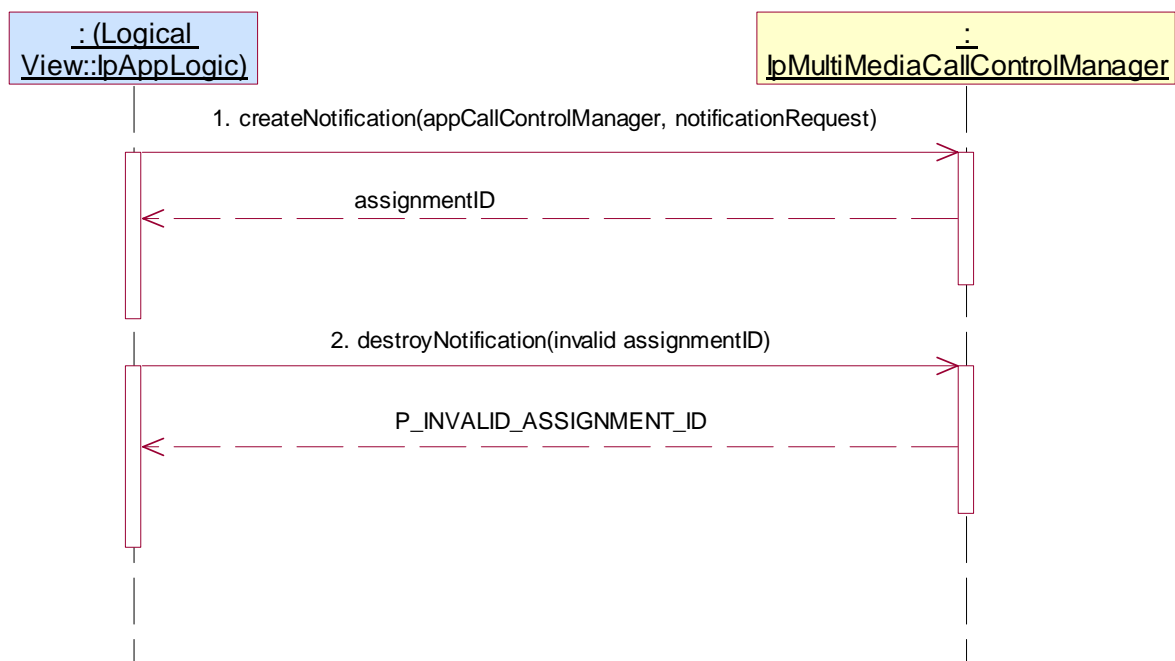 : (Logical
View::IpAppLogic)
:
IpMultiMediaCallControlManager
1. createNotification(appCallControlManager, notificationRequest)
assignmentID
2. destroyNotification(invalid assignmentID)
P_INVALID_ASSIGNMENT_ID